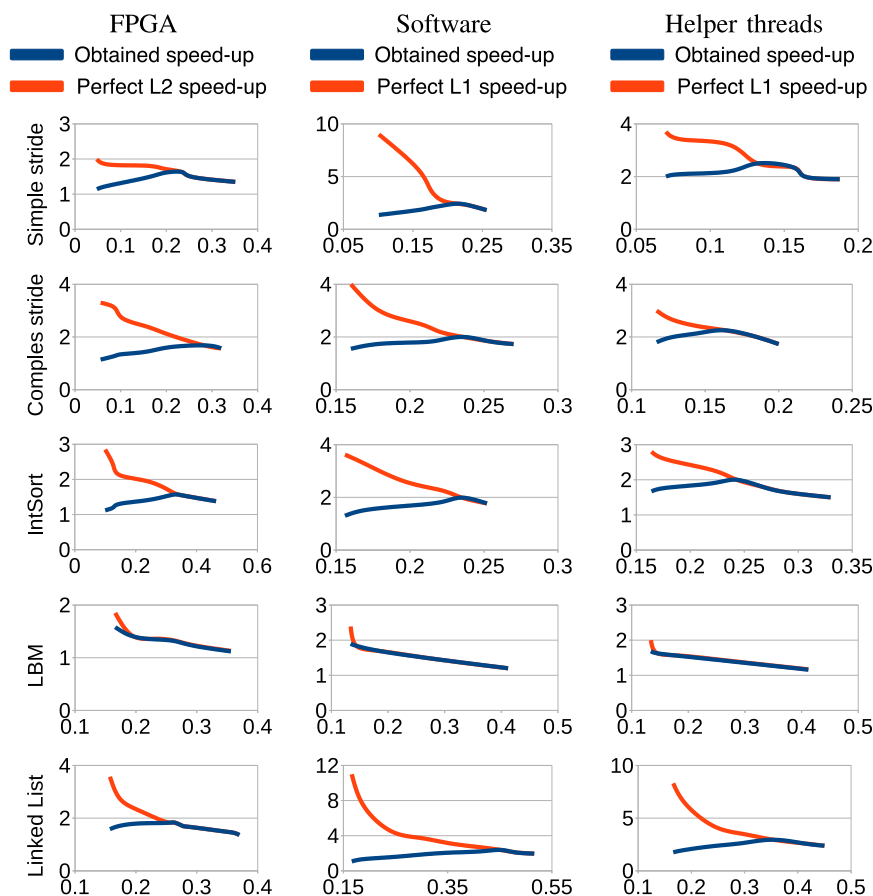 FPGA Software Helper threads
Obtained speed-up Obtained speed-up Obtained speed-up
Perfect L2 speed-up Perfect L1 speed-up Perfect L1 speed-up
Simple stride
3
2
1
0
0 0.1 0.2 0.3 0.4
10
5
0
0.05 0.15 0.25 0.35
4
2
0
0.05 0.1 0.15 0.2
Comples stride
4
2
0
0 0.1 0.2 0.3 0.4
4
2
0
0.15 0.2 0.25 0.3
4
2
0
0.1 0.15 0.2 0.25
IntSort
3
2
1
0
0 0.2 0.4 0.6
4
2
0
0.15 0.2 0.25 0.3
3
2
1
0
0.15 0.2 0.25 0.3 0.35
LBM
2
1
0
0.1 0.2 0.3 0.4
3
2
1
0
0.1 0.2 0.3 0.4 0.5
3
2
1
0
0.1 0.2 0.3 0.4 0.5
Linked List
4
2
0
0.1 0.2 0.3 0.4
12
8
4
0
0.15 0.35 0.55
10
5
0
0.1 0.2 0.3 0.4 0.5